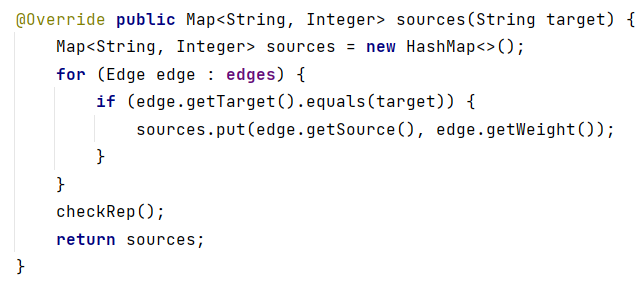 @Override public Map<String, Integer> sources(String target) {
    Map<String, Integer> sources = new HashMap<>();
    for (Edge edge : edges) {
        if (edge.getTarget().equals(target)) {
            sources.put(edge.getSource(), edge.getWeight());
        }
    }
    checkRep();
    return sources;
}